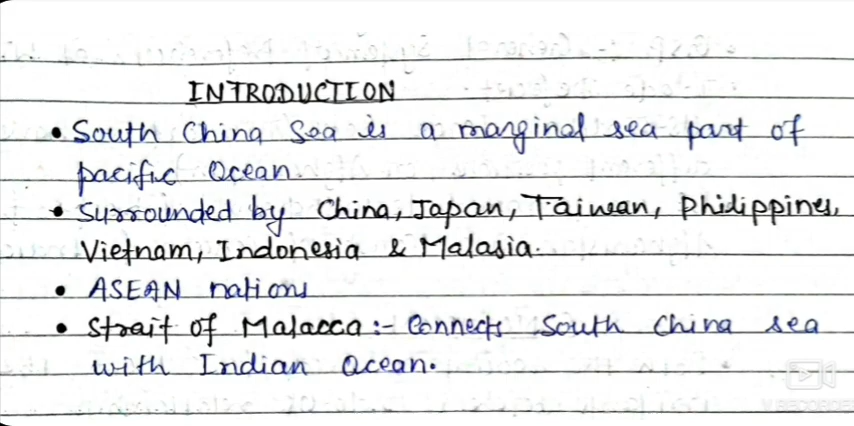 INTRODUCTION
• South China Sea is a marginal sea part of
pacific Ocean.
• Surrounded by China, Japan, Taiwan, Philippines,
Vietnam, Indonesia & Malasia.
• ASEAN nations
• Strait of Malacca :- Connects South China sea
with Indian Ocean.
V RECORDER